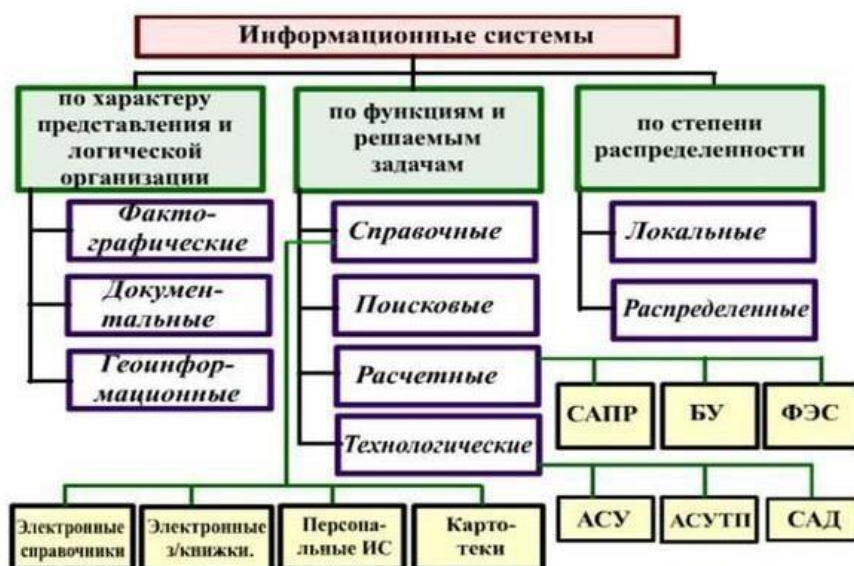 Информационные системы
по характеру
представления и
логической
организации
Факто-
графические
Докумен-
тальные
Геоинфор-
мационные
по функциям и
решаемым
задачам
Справочные
Поисковые
Расчетные
Технологические
по степени
распределенности
Локальные
Распределенные
САПР
БУ
ФЭС
АСУ
АСУТП
САД
Электронные
справочники
Электронные
з/книжки.
Персона-
льные ИС
Карто-
теки